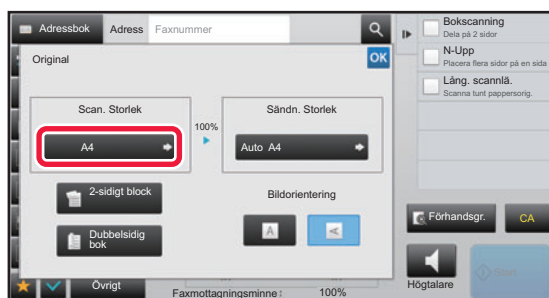 Adressbok
Adress
Faxnummer
Original
OK
Scan. Storlek
A4
100%
Sändn. Storlek
Auto A4
2-sidigt block
Dubbelsidig
bok
Bildorientering
A
A
Övrigt
Faxmottagningsminne :
100%
Bokscanning
Dela på 2 sidor
N-Upp
Placera flera sidor på en sida
Lång. scannlä.
Scanna tunt pappersorig.
Förhandsgr.
CA
Högtalare
Start